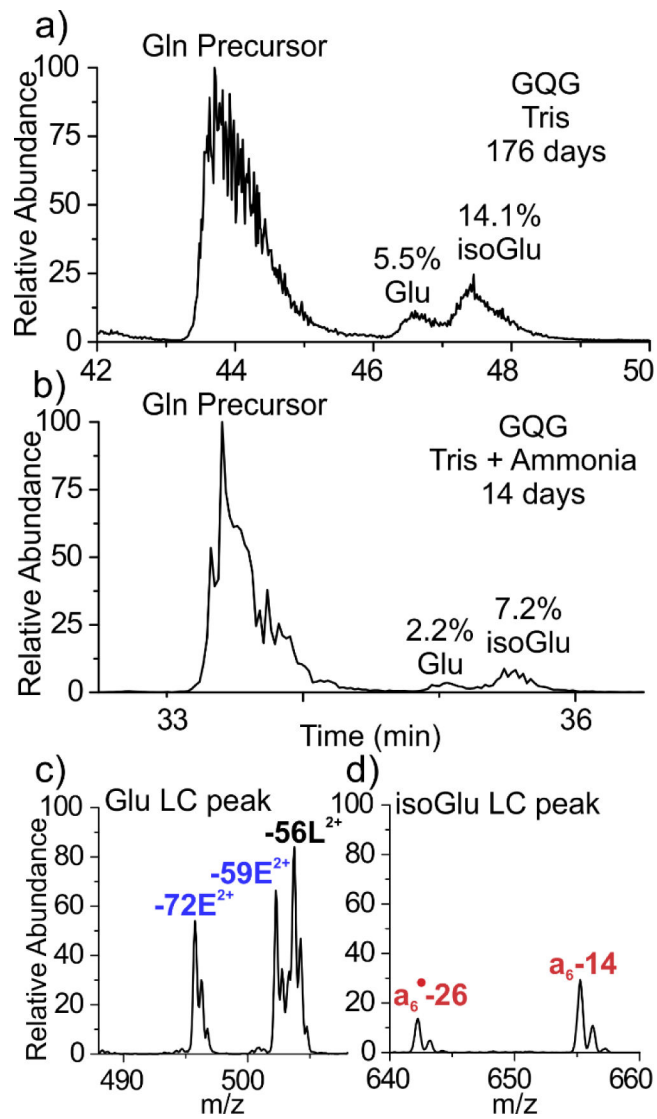 a)
Gln Precursor
GQG
Tris
176 days
14.1%
isoGlu
5.5%
Glu
Relative Abundance
100
75
50
25
0
42
44
46
48
50
b)
Gln Precursor
GQG
Tris + Ammonia
14 days
7.2%
isoGlu
2.2%
Glu
Relative Abundance
100
75
50
25
0
33
36
Time (min)
c)
Glu LC peak
-56L²⁺
-59E²⁺
-72E²⁺
Relative Abundance
100
80
60
40
20
0
490
500
m/z
d)
isoGlu LC peak
a₆•-26
a₆-14
100
80
60
40
20
0
640
650
660
m/z